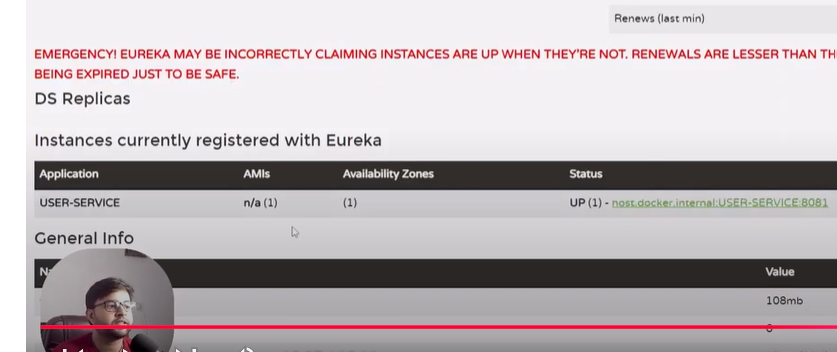 Renews (last min)
EMERGENCY! EUREKA MAY BE INCORRECTLY CLAIMING INSTANCES ARE UP WHEN THEY'RE NOT. RENEWALS ARE LESSER THAN
BEING EXPIRED JUST TO BE SAFE.
DS Replicas
Instances currently registered with Eureka
Application AMIs Availability Zones Status
USER-SERVICE n/a (1) (1) UP (1) - host.docker.internal:USER-SERVICE:8081
General Info
Value
108mb